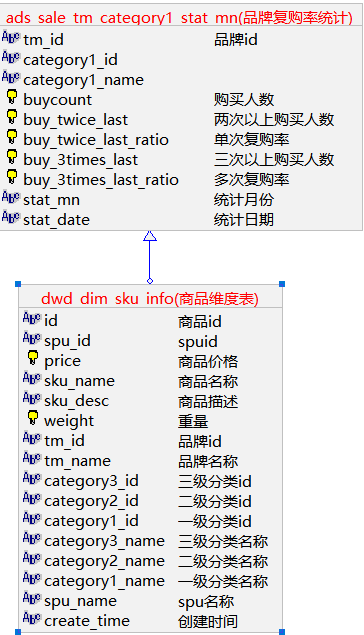 ads_sale_tm_category1_stat_mn(品牌复购率统计)
tm_id 品牌id
category1_id
category1_name
buycount 购买人数
buy_twice_last 两次以上购买人数
buy_twice_last_ratio 单次复购率
buy_3times_last 三次以上购买人数
buy_3times_last_ratio 多次复购率
stat_mn 统计月份
stat_date 统计日期
dwd_dim_sku_info(商品维度表)
id 商品id
spu_id spuid
price 商品价格
sku_name 商品名称
sku_desc 商品描述
weight 重量
tm_id 品牌id
tm_name 品牌名称
category3_id 三级分类id
category2_id 二级分类id
category1_id 一级分类id
category3_name 三级分类名称
category2_name 二级分类名称
category1_name 一级分类名称
spu_name spu名称
create_time 创建时间